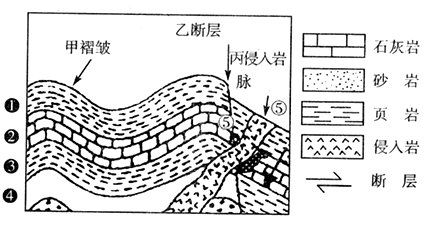 乙断层
甲褶皱
丙侵入岩
脉
⑤
⑤
❶
❷
❸
❹
石灰岩
砂 岩
页 岩
侵入岩
断 层